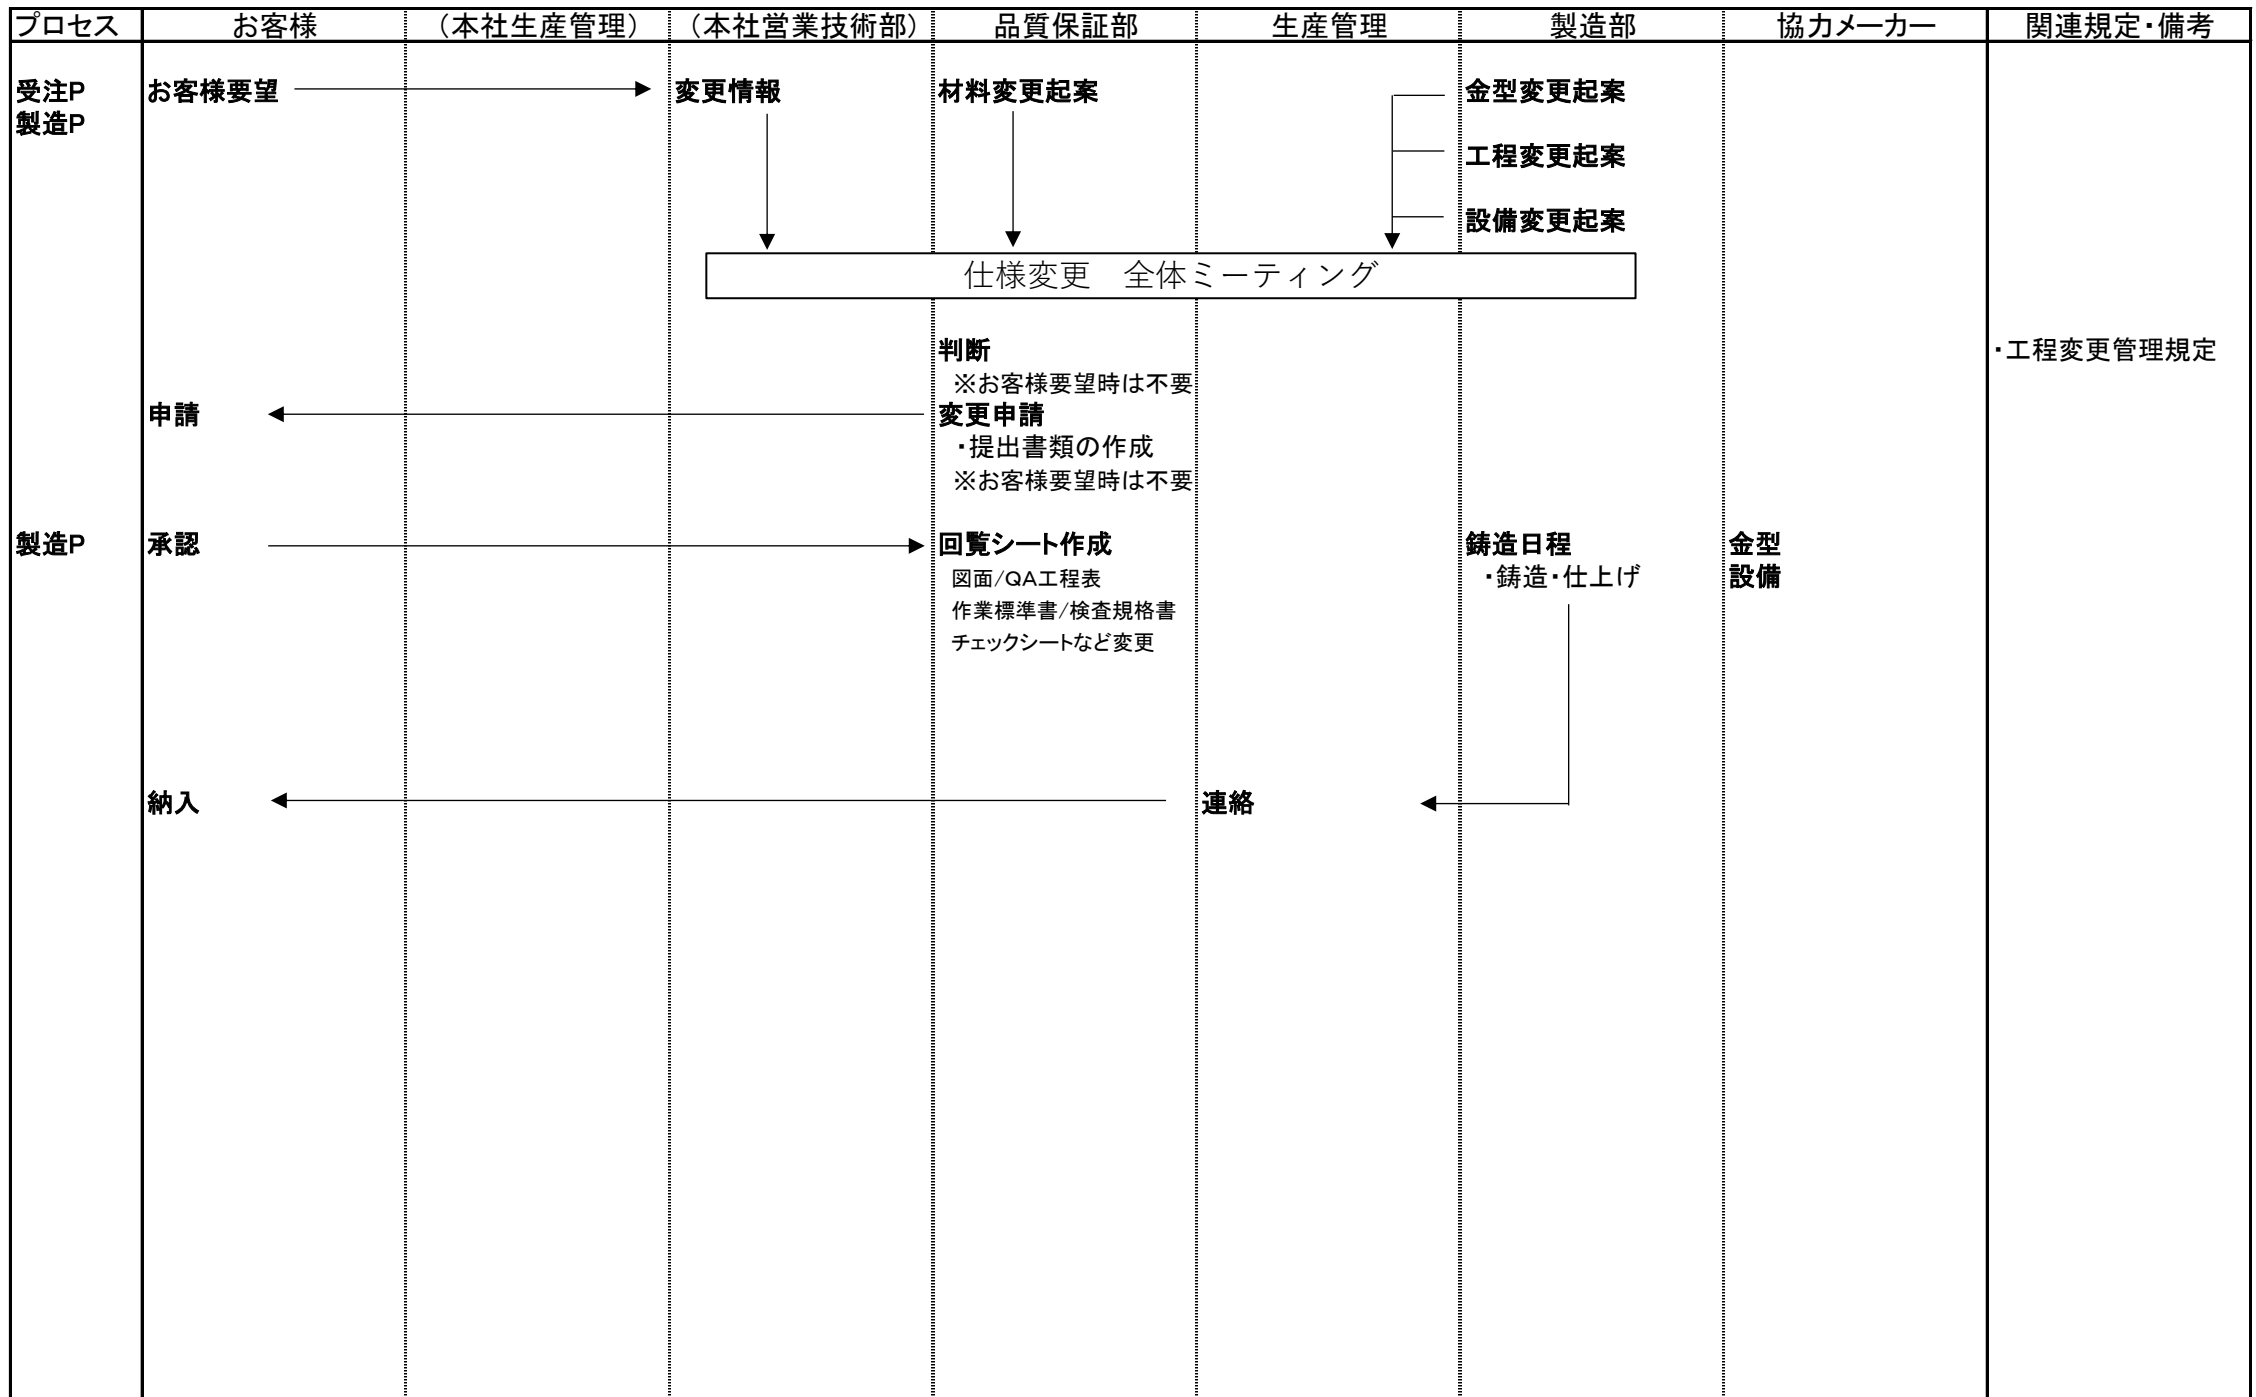 プロセス お客様 （本社生産管理） （本社営業技術部） 品質保証部 生産管理 製造部 協力メーカー 関連規定・備考
受注P お客様要望 変更情報 材料変更起案 金型変更起案
製造P
工程変更起案
設備変更起案
仕様変更　全体ミーティング
判断 ・工程変更管理規定
※お客様要望時は不要
申請 変更申請
・提出書類の作成
※お客様要望時は不要
製造P 承認 回覧シート作成 鋳造日程 金型
図面/QA工程表 ・鋳造・仕上げ 設備
作業標準書/検査規格書
チェックシートなど変更
納入 連絡